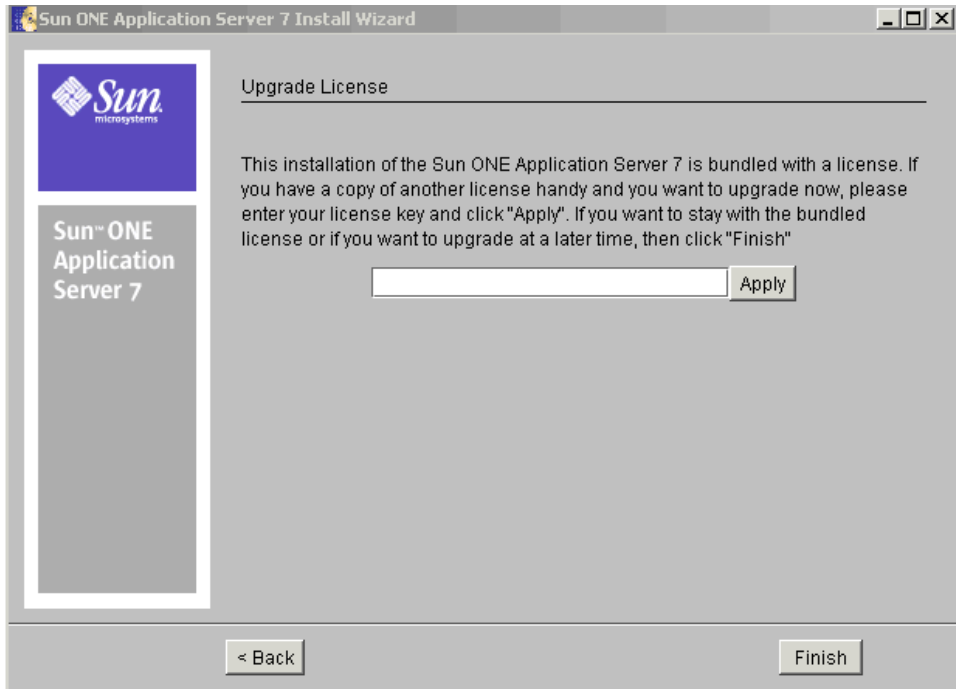 Sun ONE Application Server 7 Install Wizard
Sun
microsystems
Sun™ ONE
Application
Server 7
Upgrade License
This installation of the Sun ONE Application Server 7 is bundled with a license. If
you have a copy of another license handy and you want to upgrade now, please
enter your license key and click "Apply". If you want to stay with the bundled
license or if you want to upgrade at a later time, then click "Finish"
Apply
< Back
Finish